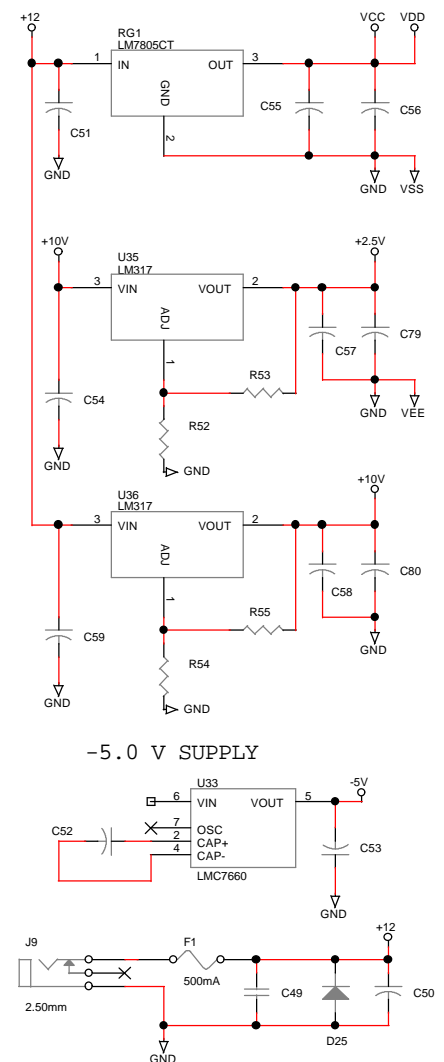 +12
VCC
VDD
RG1
LM7805CT
1
IN
OUT
3
GND
2
C51
C55
C56
GND
GND
VSS
+10V
+2.5V
U35
LM317
3
VIN
VOUT
2
ADJ
1
C57
C79
R53
C54
R52
GND
VEE
GND
GND
+10V
U36
LM317
3
VIN
VOUT
2
ADJ
1
C58
C80
R55
C59
R54
GND
GND
GND
-5.0 V SUPPLY
U33
-5V
6
VIN
VOUT
5
7
OSC
C52
2
CAP+
4
CAP-
C53
LMC7660
GND
+12
J9
F1
500mA
C49
C50
2.50mm
D25
GND